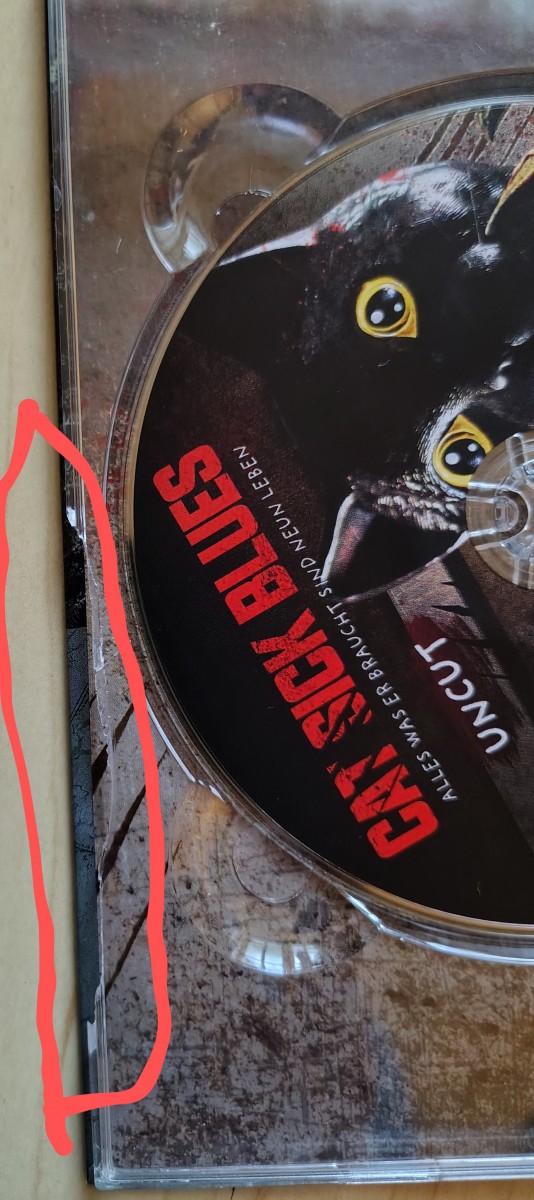 CAT SICK BLUES
ALLES WAS ER BRAUCHT SIND NEUN LEBEN
UNCUT